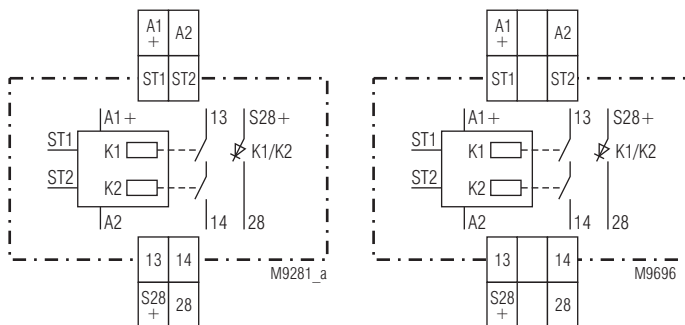 A1
+ A2
ST1 ST2
A1+ 13 S28+
ST1
K1 K1/K2
ST2
K2
A2 14 28
13 14
M9281_a
S28
+ 28
A1
+ A2
ST1 ST2
A1+ 13 S28+
ST1
K1 K1/K2
ST2
K2
A2 14 28
13 14
M9696
S28
+ 28